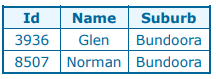 Id Name Suburb
3936 Glen Bundoora
8507 Norman Bundoora